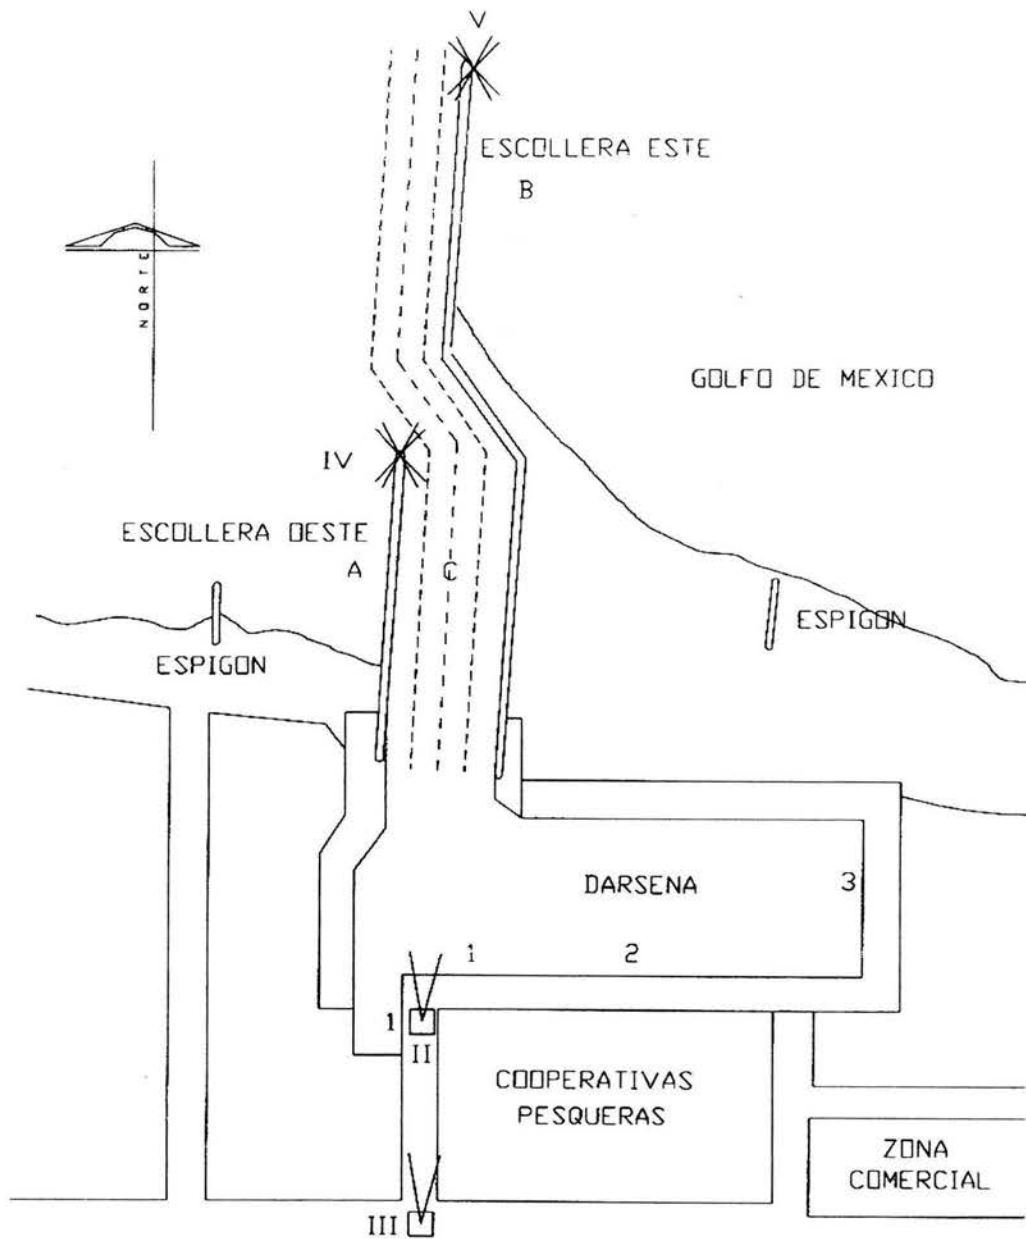 V
ESCOLLERA ESTE
B
NORTE
GOLFO DE MEXICO
IV
ESCOLLERA OESTE
A
C
ESPIGON
ESPIGON
DARSENA
3
1
2
1
II
COOPERATIVAS
PESQUERAS
ZONA
COMERCIAL
III